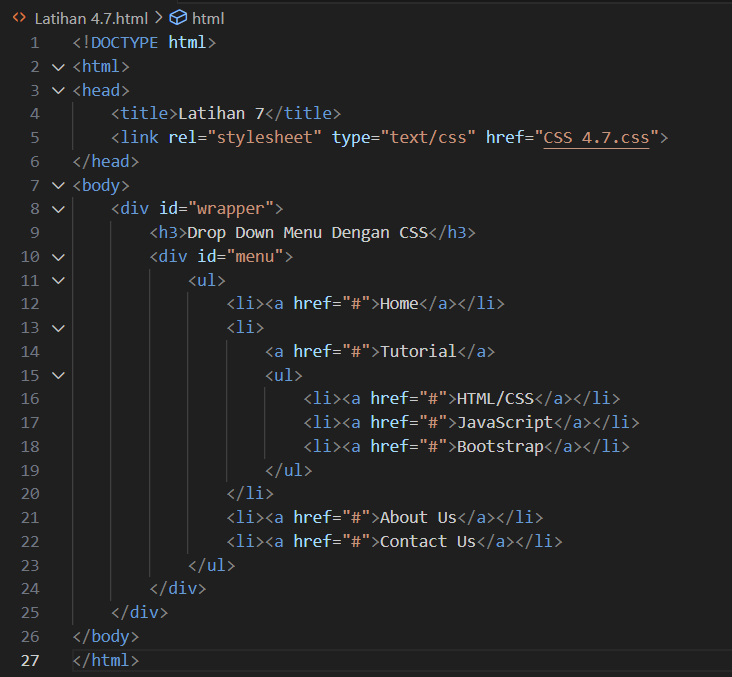 Latihan 4.7.html > html
1 <!DOCTYPE html>
2 <html>
3 <head>
4 <title>Latihan 7</title>
5 <link rel="stylesheet" type="text/css" href="CSS 4.7.css">
6 </head>
7 <body>
8 <div id="wrapper">
9 <h3>Drop Down Menu Dengan CSS</h3>
10 <div id="menu">
11 <ul>
12 <li><a href="#">Home</a></li>
13 <li>
14 <a href="#">Tutorial</a>
15 <ul>
16 <li><a href="#">HTML/CSS</a></li>
17 <li><a href="#">JavaScript</a></li>
18 <li><a href="#">Bootstrap</a></li>
19 </ul>
20 </li>
21 <li><a href="#">About Us</a></li>
22 <li><a href="#">Contact Us</a></li>
23 </ul>
24 </div>
25 </div>
26 </body>
27 </html>